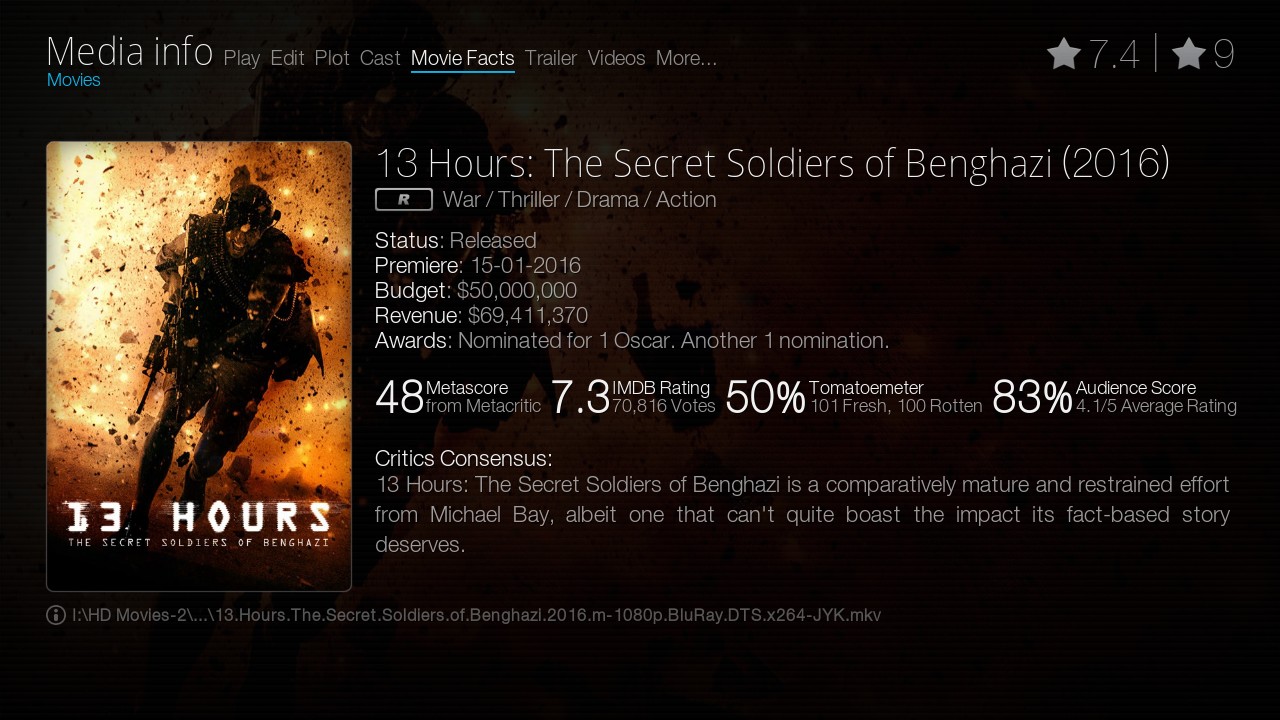 Media info Play Edit Plot Cast Movie Facts Trailer Videos More...
Movies
7.4 | 9
13 Hours: The Secret Soldiers of Benghazi (2016)
R War / Thriller / Drama / Action
Status: Released
Premiere: 15-01-2016
Budget: $50,000,000
Revenue: $69,411,370
Awards: Nominated for 1 Oscar. Another 1 nomination.
48 Metascore from Metacritic 7.3 IMDB Rating 70,816 Votes 50% Tomatoemeter 101 Fresh, 100 Rotten 83% Audience Score 4.1/5 Average Rating
Critics Consensus:
13 Hours: The Secret Soldiers of Benghazi is a comparatively mature and restrained effort
from Michael Bay, albeit one that can't quite boast the impact its fact-based story
deserves.
13 HOURS
THE SECRET SOLDIERS OF BENGHAZI
I:\HD Movies-2\...\13.Hours.The.Secret.Soldiers.of.Benghazi.2016.m-1080p.BluRay.DTS.x264-JYK.mkv